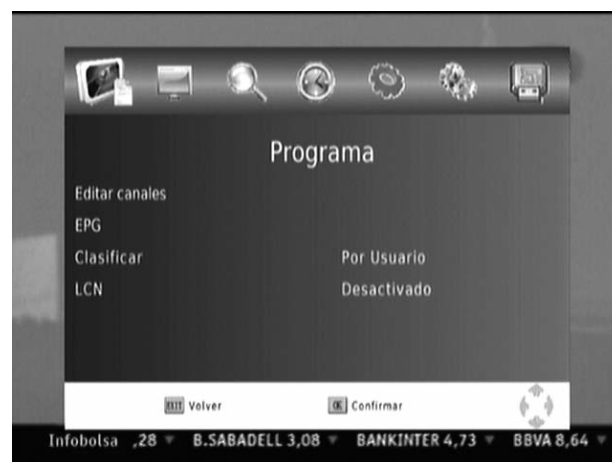 Programa
Editar canales
EPG
Clasificar Por Usuario
LCN Desactivado
EXIT Volver OK Confirmar
Infobolsa ,28 ▼ B.SABADELL 3,08 ▼ BANKINTER 4,73 ▼ BBVA 8,64 ▼